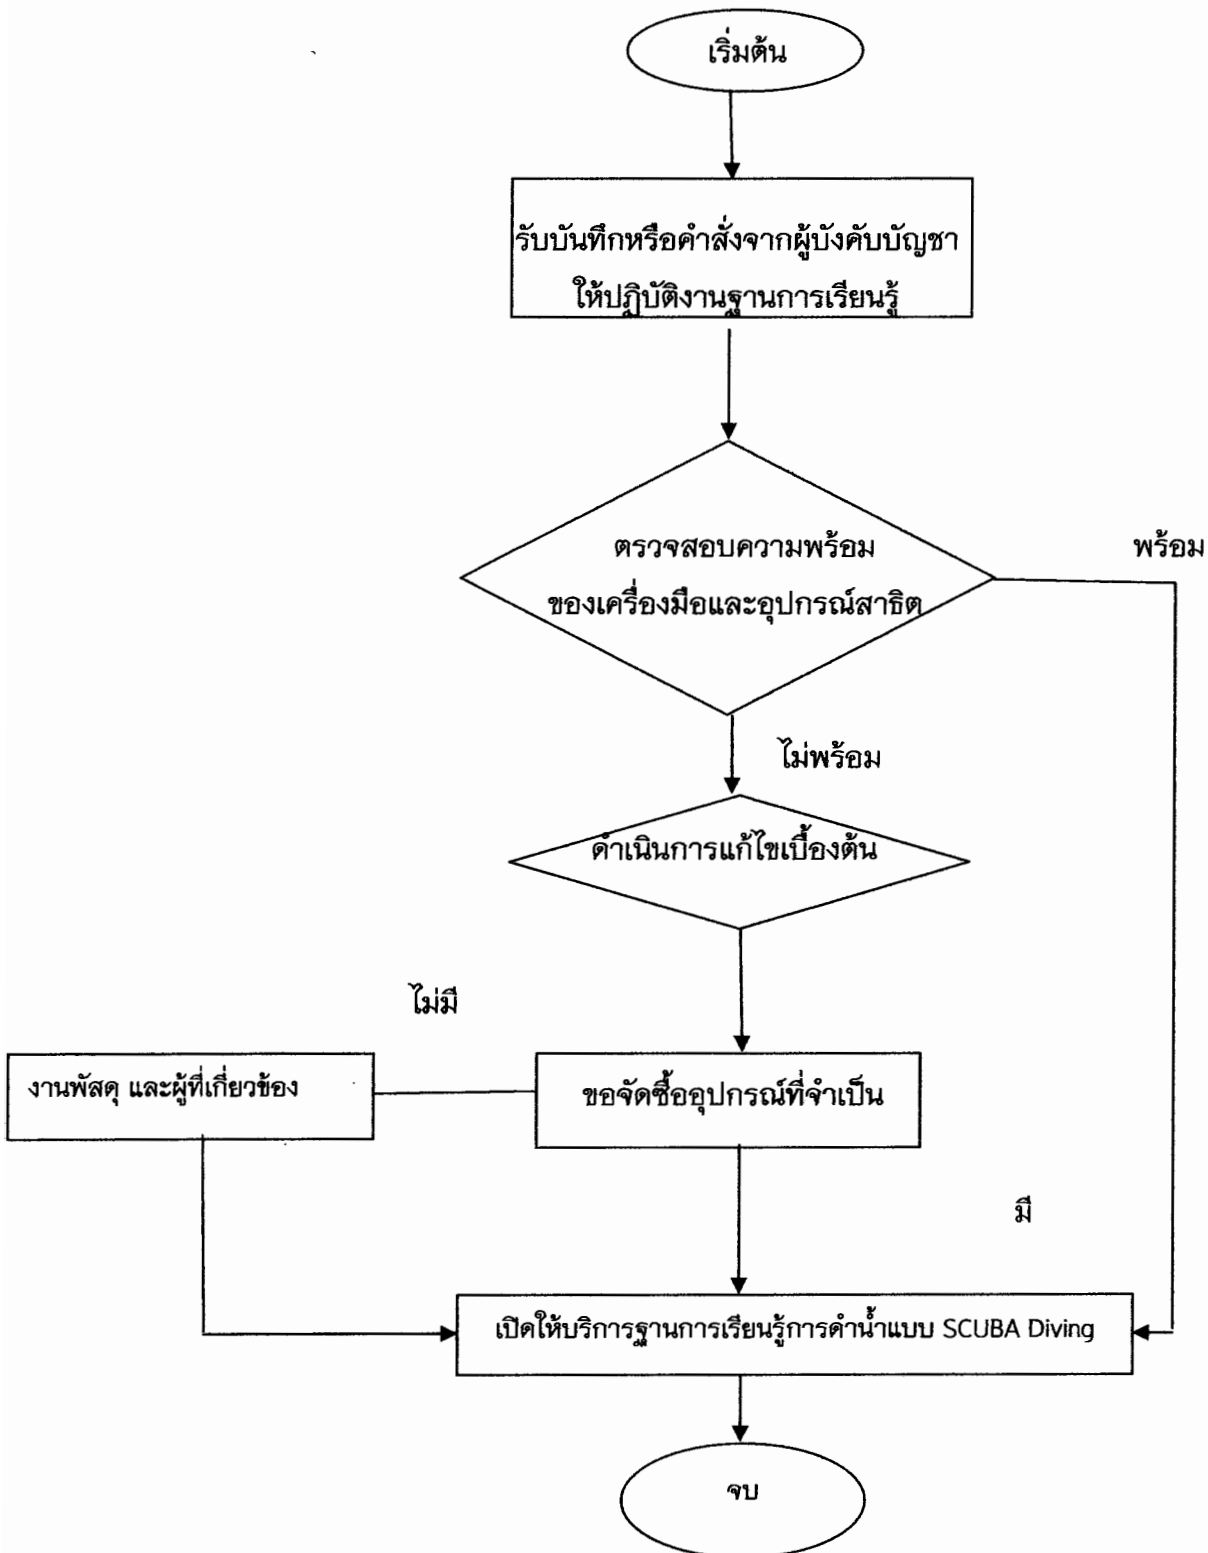 เริ่มต้น
รับบันทึกหรือคำสั่งจากผู้บังคับบัญชา
ให้ปฏิบัติงานฐานการเรียนรู้
ตรวจสอบความพร้อม
ของเครื่องมือและอุปกรณ์สาธิต
พร้อม
ไม่พร้อม
ดำเนินการแก้ไขเบื้องต้น
ไม่มี
งานพัสดุ และผู้ที่เกี่ยวข้อง
ขอจัดซื้ออุปกรณ์ที่จำเป็น
มี
เปิดให้บริการฐานการเรียนรู้การดำน้ำแบบ SCUBA Diving
จบ